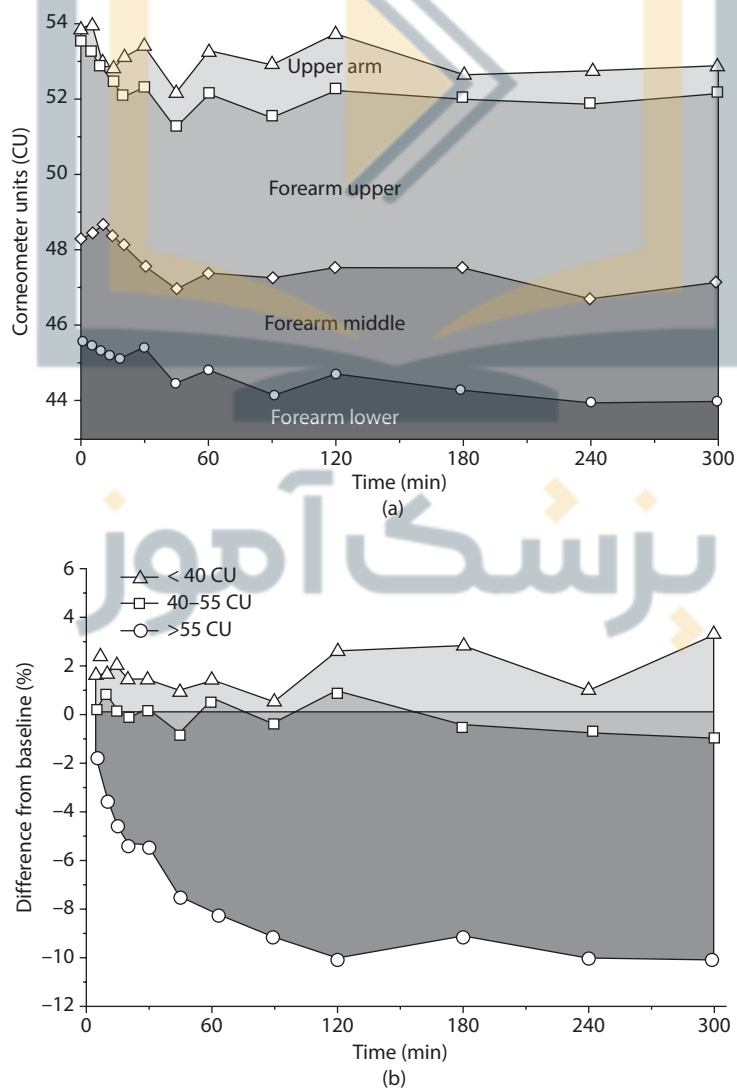 54
52
50
48
46
44
Corneometer units (CU)
Upper arm
Forearm upper
Forearm middle
Forearm lower
0 60 120 180 240 300
Time (min)
(a)
پزشک آموز
6
4
2
0
−2
−4
−6
−8
−10
−12
Difference from baseline (%)
< 40 CU
40–55 CU
>55 CU
0 60 120 180 240 300
Time (min)
(b)